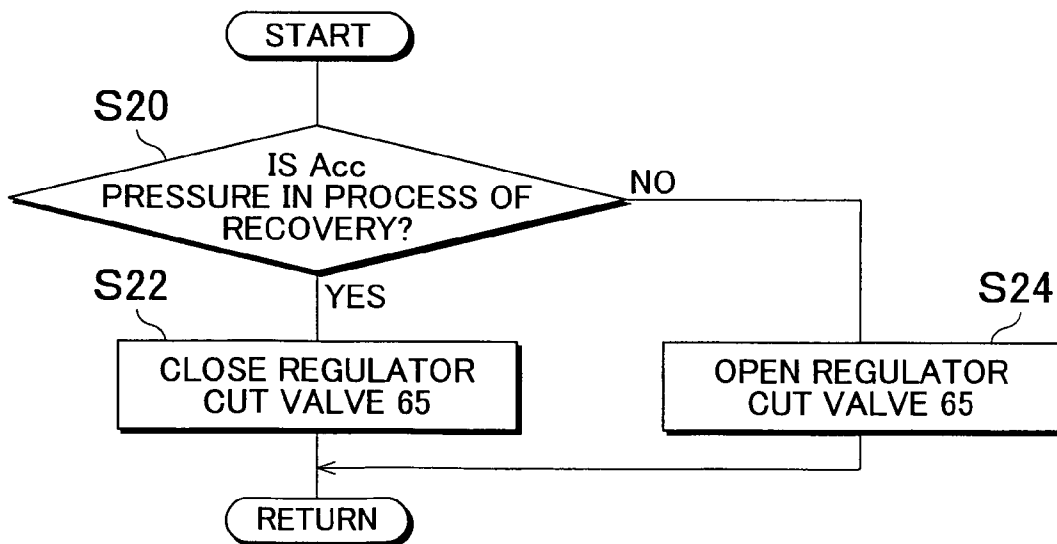 START
S20
IS Acc
PRESSURE IN PROCESS OF
RECOVERY?
NO
S22
YES
S24
CLOSE REGULATOR
CUT VALVE 65
OPEN REGULATOR
CUT VALVE 65
RETURN